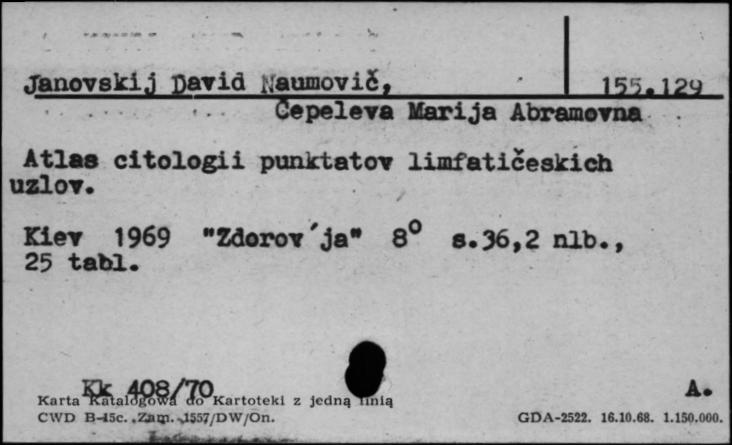 Janovskij David Naumovič, 155.129
Čepeleva Marija Abramovna
Atlas citologii punktatov limfatičeskich
uzlov.
Kiev 1969 "Zdorov´ja" 8° s.36,2 nlb.,
25 tabl.
Kk 408/70 A.
Karta Katalogowa do Kartoteki z jedną linią
CWD B-45c. Zam. 1557/DW/On. GDA-2522. 16.10.68. 1.150.000.